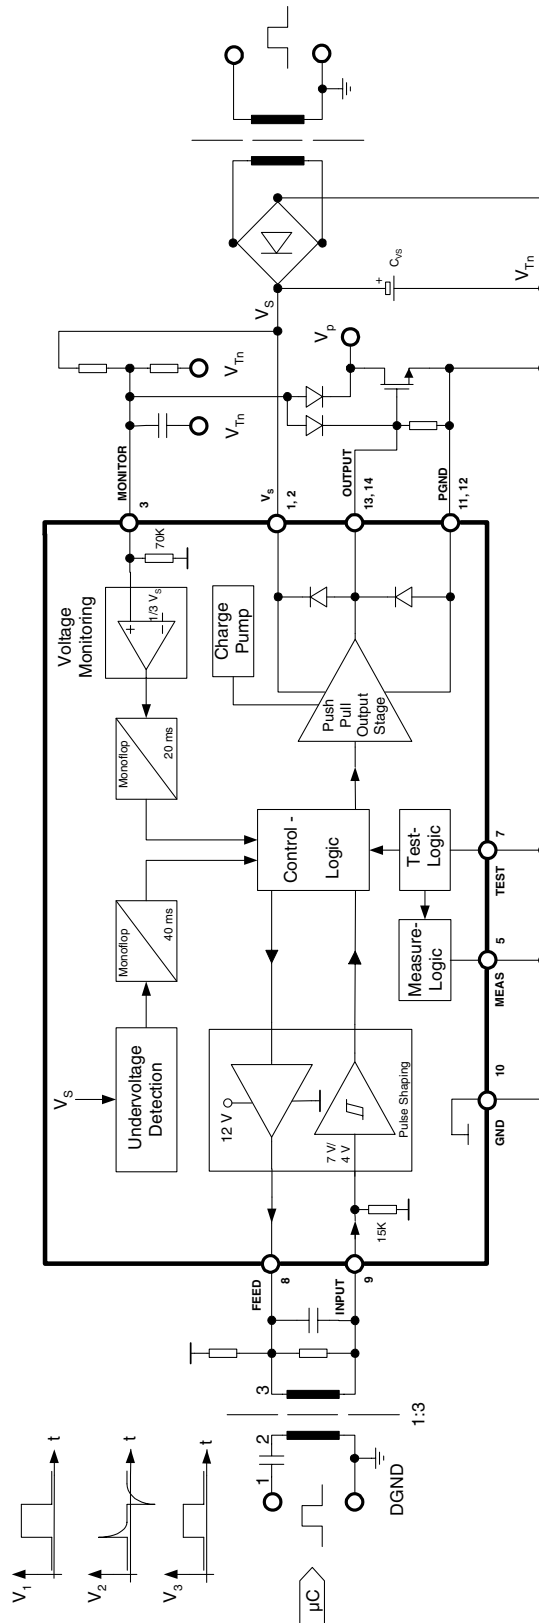 V1
t
V2
t
V3
t
µC
1
2
3
DGND
1:3
FEED
8
INPUT
9
15K
VS
Undervoltage
Detection
Monoflop
40 ms
Monoflop
20 ms
Voltage
Monitoring
+
−
1/3 VS
70K
MONITOR
3
12 V
7 V/
4 V
Pulse Shaping
Control -
Logic
Charge
Pump
Push
Pull
Output
Stage
Test-
Logic
Measure-
Logic
GND
10
MEAS
5
TEST
7
Vs
1, 2
OUTPUT
13, 14
PGND
11, 12
VTn
VTn
VS
Vp
+
CVS
VTn